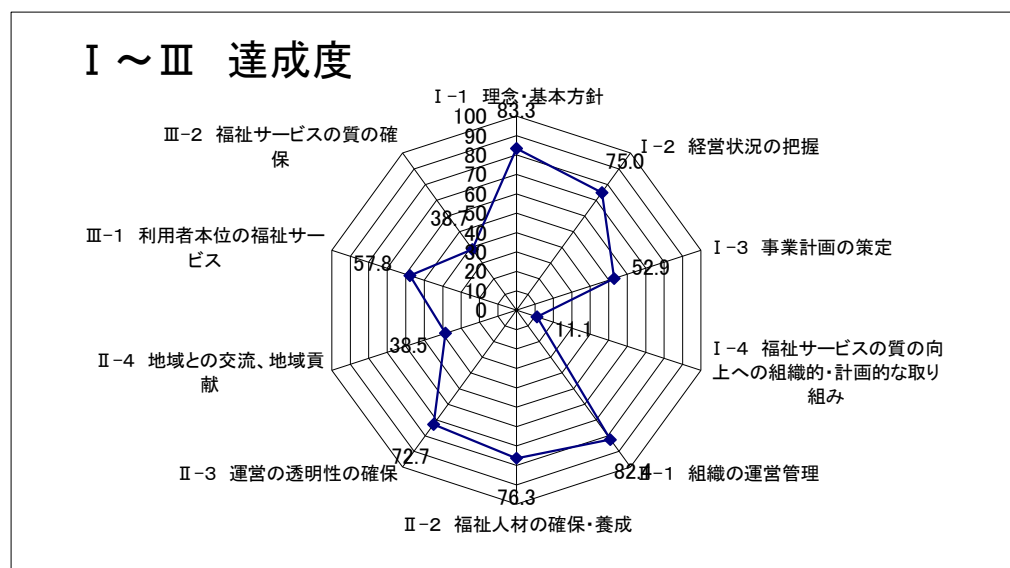 Ⅰ～Ⅲ 達成度
Ⅰ-1 理念・基本方針
83.3
Ⅰ-2 経営状況の把握
75.0
Ⅰ-3 事業計画の策定
52.9
Ⅰ-4 福祉サービスの質の向
上への組織的・計画的な取り
組み
11.1
Ⅱ-1 組織の運営管理
82.4
Ⅱ-2 福祉人材の確保・養成
76.3
Ⅱ-3 運営の透明性の確保
72.7
Ⅱ-4 地域との交流、地域貢
献
38.5
Ⅲ-1 利用者本位の福祉サー
ビス
57.8
Ⅲ-2 福祉サービスの質の確
保
38.7
100
90
80
70
60
50
40
30
20
10
0